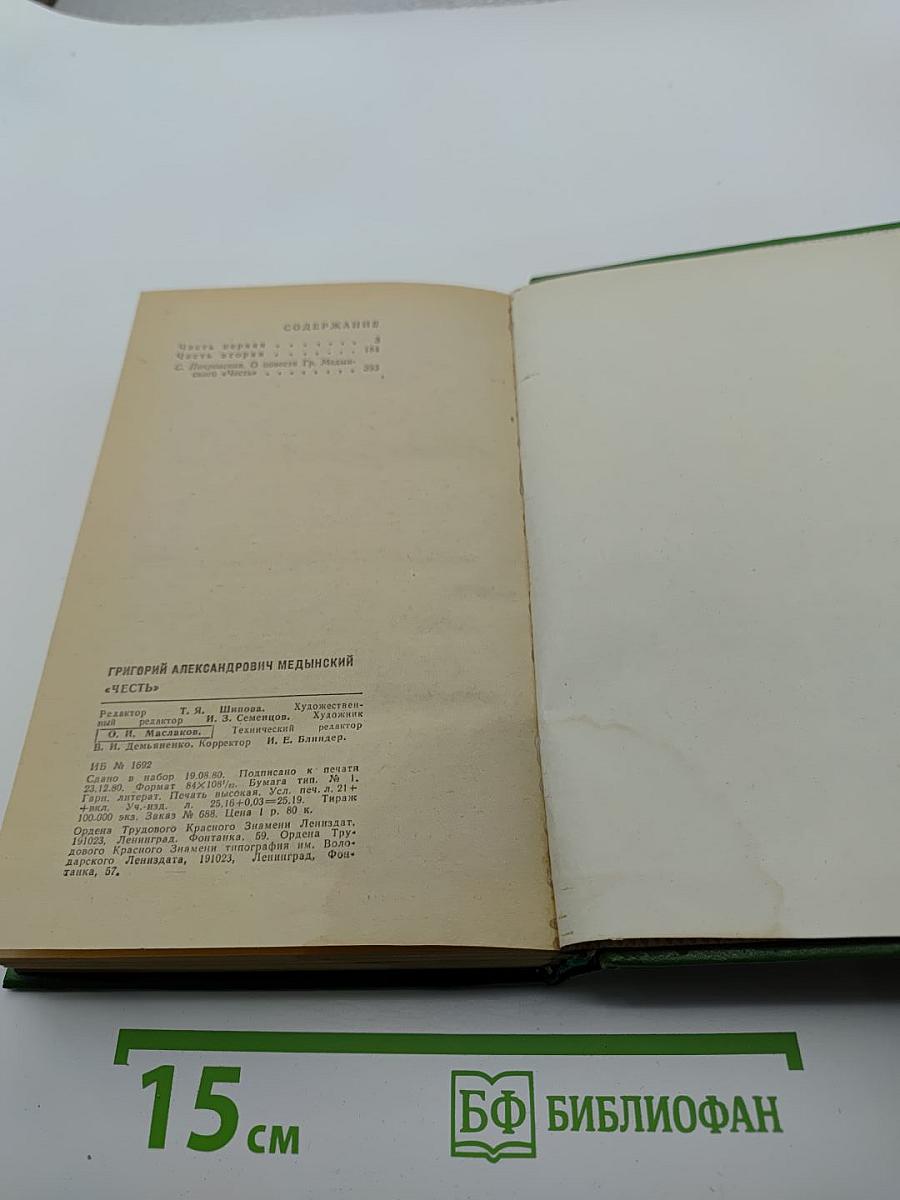 СОДЕРЖАНИЕ
Часть первая . . . . . . . 3
Часть вторая . . . . . . . 184
С. Покровская. О повести Гр. Медын-
ского «Честь» . . . . . . . . 393
ГРИГОРИЙ АЛЕКСАНДРОВИЧ МЕДЫНСКИЙ
«ЧЕСТЬ»
Редактор Т. Я. Шипова. Художествен-
ный редактор И. З. Семенцов. Художник
О. И. Маслаков. Технический редактор
В. И. Демьяненко. Корректор И. Е. Блиндер.
ИБ № 1692
Сдано в набор 19.08.80. Подписано к печати
23.12.80. Формат 84×108¹/₃₂. Бумага тип. № 1.
Гарн. литерат. Печать высокая. Усл. печ. л. 21+
+вкл. Уч.-изд. л. 25,16+0,03=25,19. Тираж
100.000 экз. Заказ № 688. Цена 1 р. 80 к.
Ордена Трудового Красного Знамени Лениздат,
191023, Ленинград, Фонтанка, 59. Ордена Тру-
дового Красного Знамени типография им. Воло-
дарского Лениздата, 191023, Ленинград, Фон-
танка, 57.
15 см
БФ БИБЛИОФАН